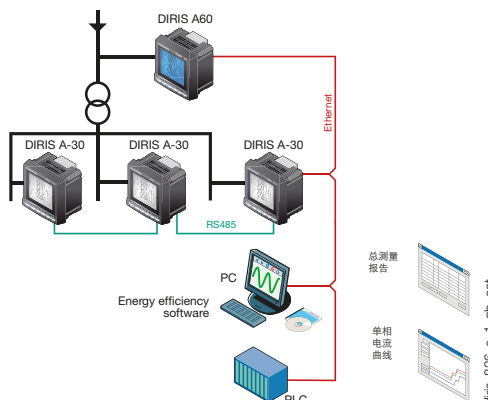 DIRIS A60
Ethernet
DIRIS A-30
DIRIS A-30
DIRIS A-30
RS485
PC
Energy efficiency
software
PLC
总测量
报告
单相
电流
曲线